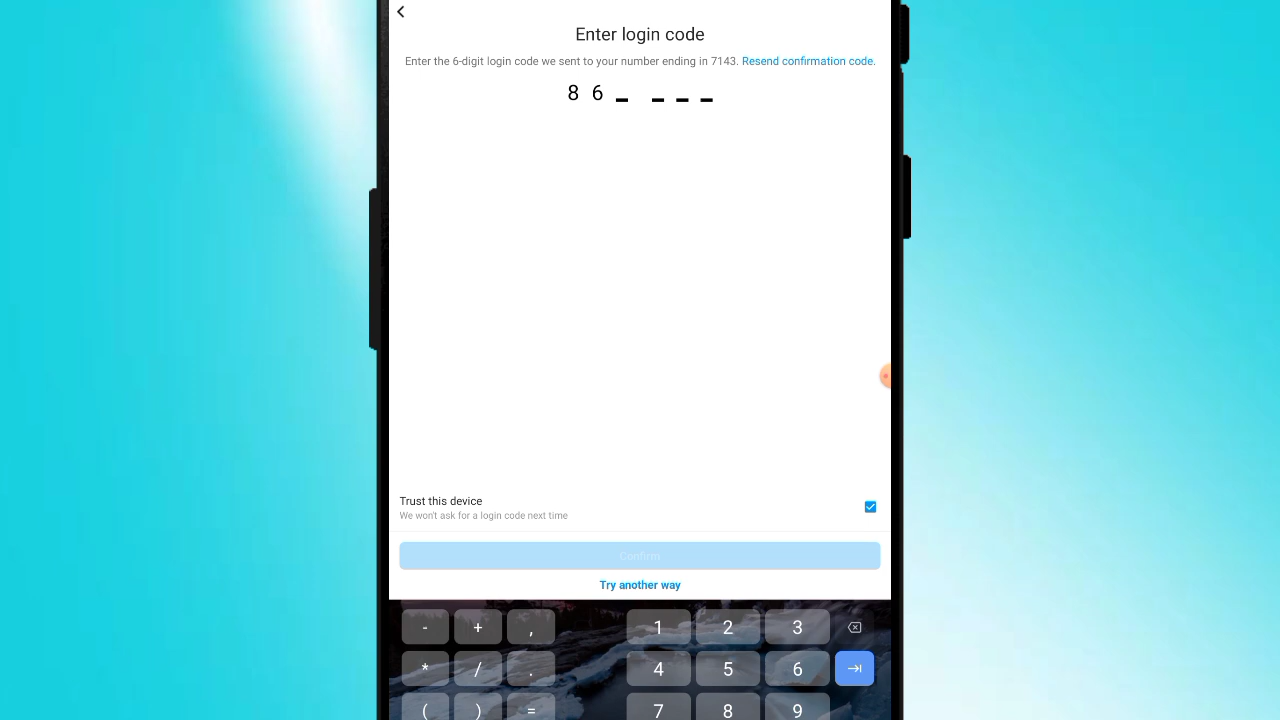 Enter login code
Enter the 6-digit login code we sent to your number ending in 7143. Resend confirmation code.
8 6 _ _ _ _
Trust this device
We won't ask for a login code next time
Confirm
Try another way
- + , 1 2 3
* / . 4 5 6
( ) = 7 8 9